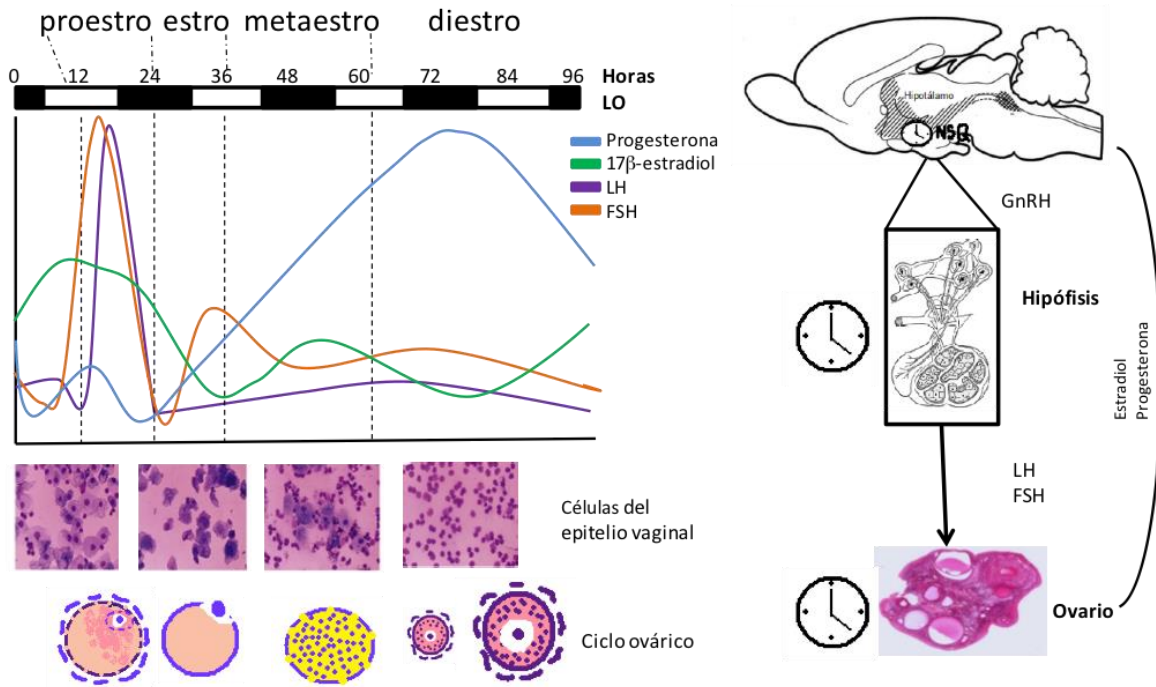 proestro estro metaestro diestro
0 12 24 36 48 60 72 84 96 Horas
LO
Progesterona
17β-estradiol
LH
FSH
Células del
epitelio vaginal
Ciclo ovárico
Hipotálamo
NSQ
GnRH
Hipófisis
Estradiol
Progesterona
LH
FSH
Ovario